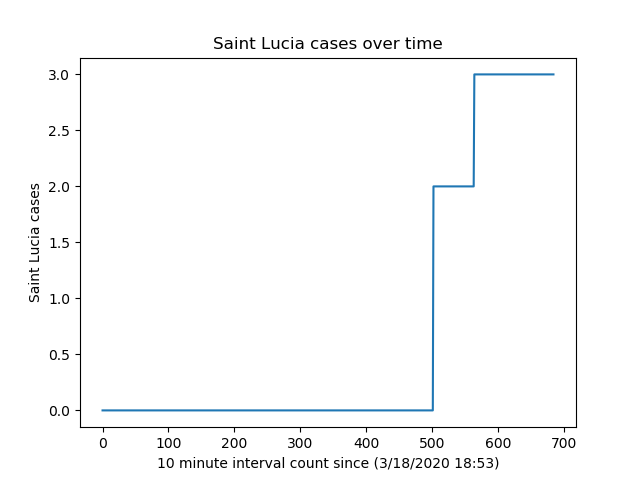 Saint Lucia cases over time
3.0
2.5
2.0
1.5
1.0
0.5
0.0
Saint Lucia cases
0 100 200 300 400 500 600 700
10 minute interval count since (3/18/2020 18:53)